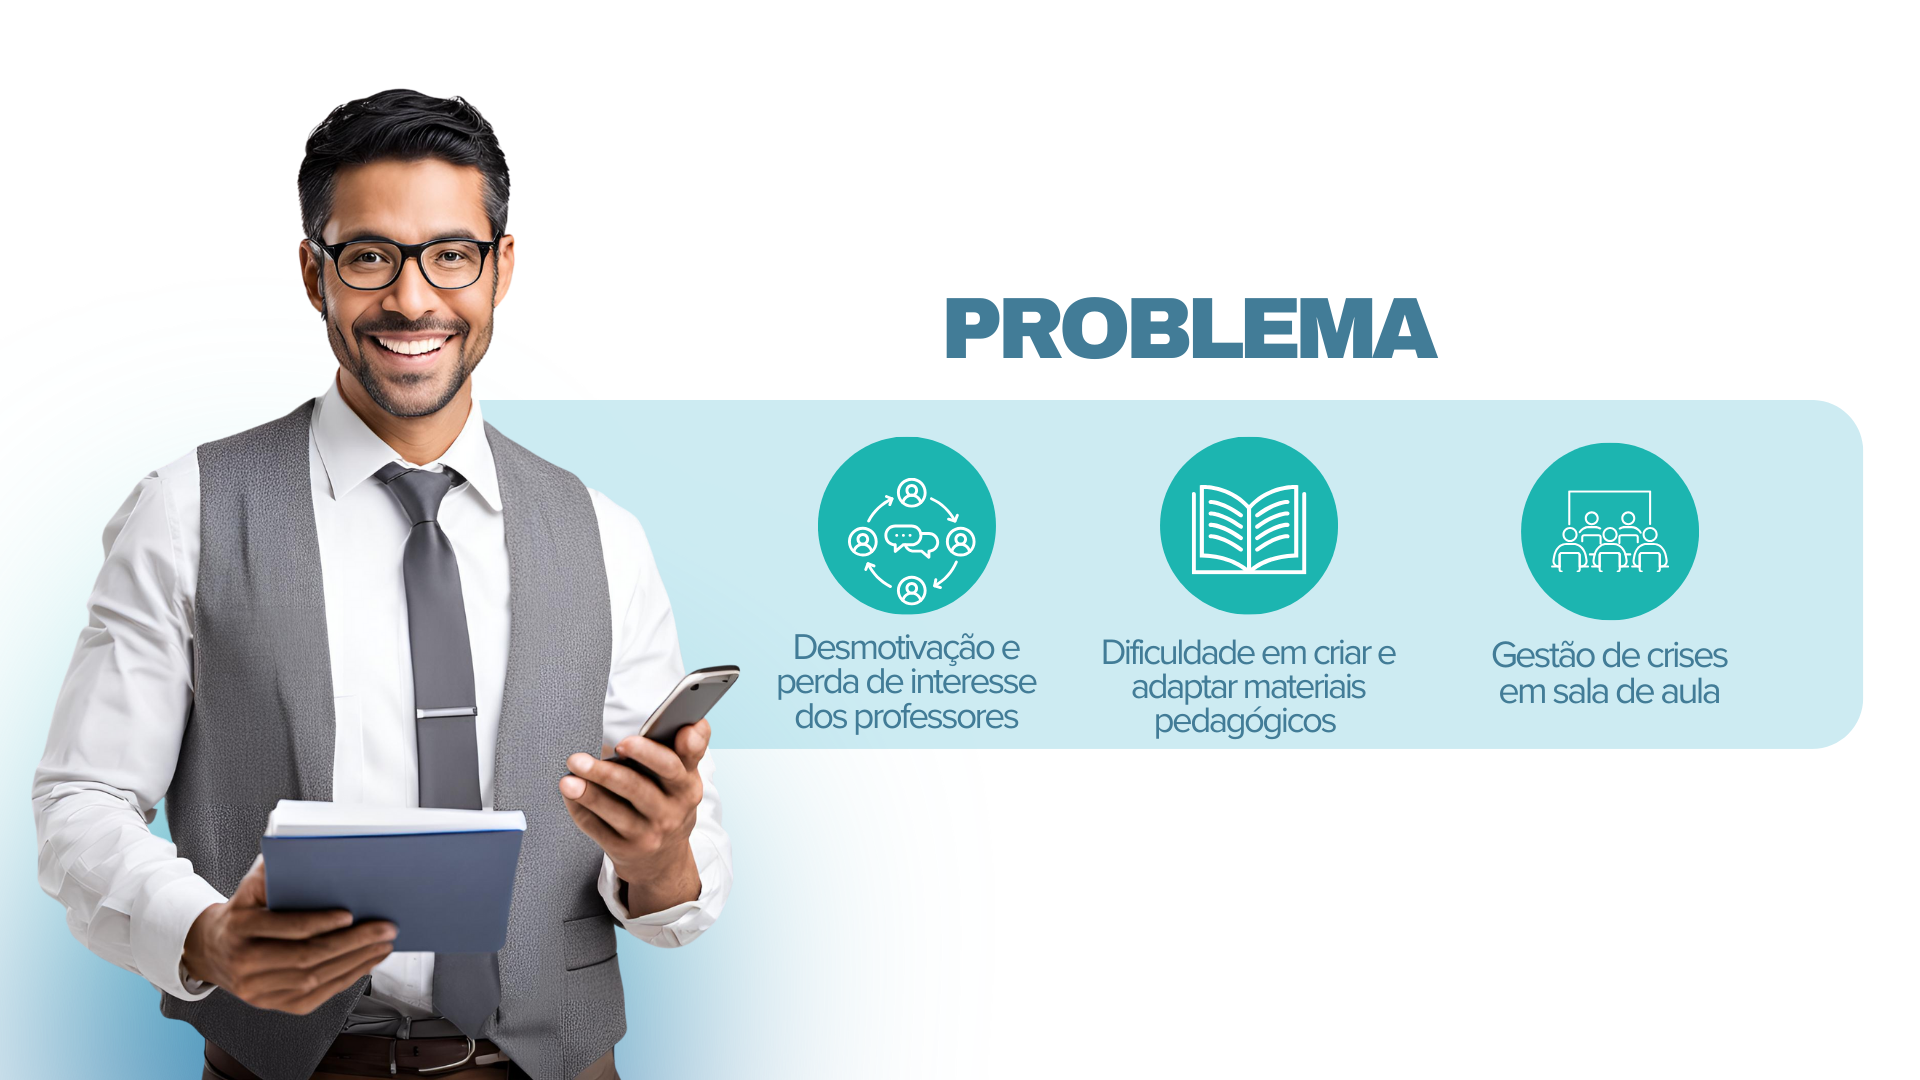 PROBLEMA
Desmotivação e
perda de interesse
dos professores
Dificuldade em criar e
adaptar materiais
pedagógicos
Gestão de crises
em sala de aula